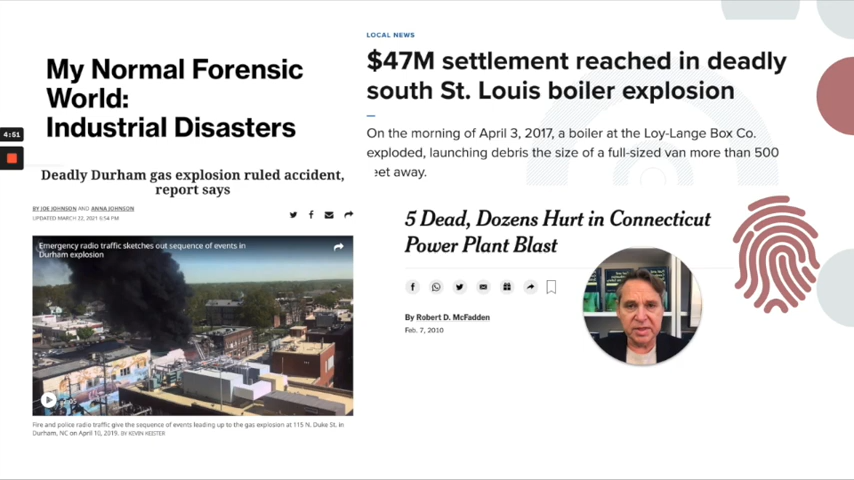 My Normal Forensic
World:
Industrial Disasters
4:51
Deadly Durham gas explosion ruled accident,
report says
BY JOE JOHNSON AND ANNA JOHNSON
UPDATED MARCH 22, 2021 5:54 PM
Emergency radio traffic sketches out sequence of events in
Durham explosion
Fire and police radio traffic give the sequence of events leading up to the gas explosion at 115 N. Duke St. in
Durham, NC on April 10, 2019. BY KEVIN KEISTER
LOCAL NEWS
$47M settlement reached in deadly
south St. Louis boiler explosion
On the morning of April 3, 2017, a boiler at the Loy-Lange Box Co.
exploded, launching debris the size of a full-sized van more than 500
eet away.
5 Dead, Dozens Hurt in Connecticut
Power Plant Blast
By Robert D. McFadden
Feb. 7, 2010